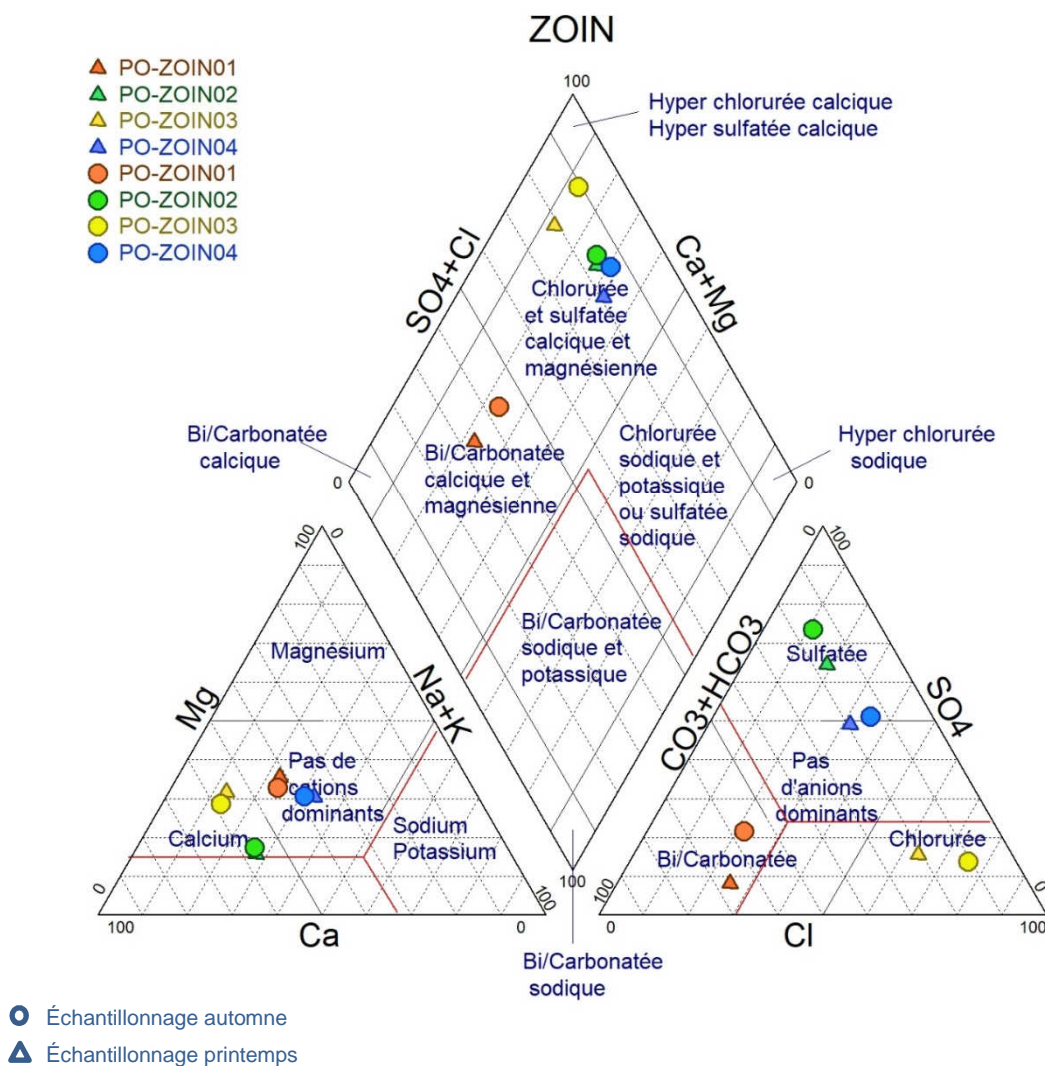 ZOIN
PO-ZOIN01
PO-ZOIN02
PO-ZOIN03
PO-ZOIN04
PO-ZOIN01
PO-ZOIN02
PO-ZOIN03
PO-ZOIN04
100
Hyper chlorurée calcique
Hyper sulfatée calcique
SO4+Cl
Ca+Mg
Chlorurée
et sulfatée
calcique et
magnésienne
Bi/Carbonatée
calcique
0
Bi/Carbonatée
calcique et
magnésienne
Chlorurée
sodique et
potassique
ou sulfatée
sodique
Hyper chlorurée
sodique
0
Bi/Carbonatée
sodique et
potassique
100
0
Mg
Na+K
Magnésium
Pas de
cations
dominants
Calcium
Sodium
Potassium
0
100
100
Ca
0
0
100
CO3+HCO3
SO4
Sulfatée
Pas
d'anions
dominants
Bi/Carbonatée
Chlorurée
100
0
0
Cl
100
100
Bi/Carbonatée
sodique
Échantillonnage automne
Échantillonnage printemps